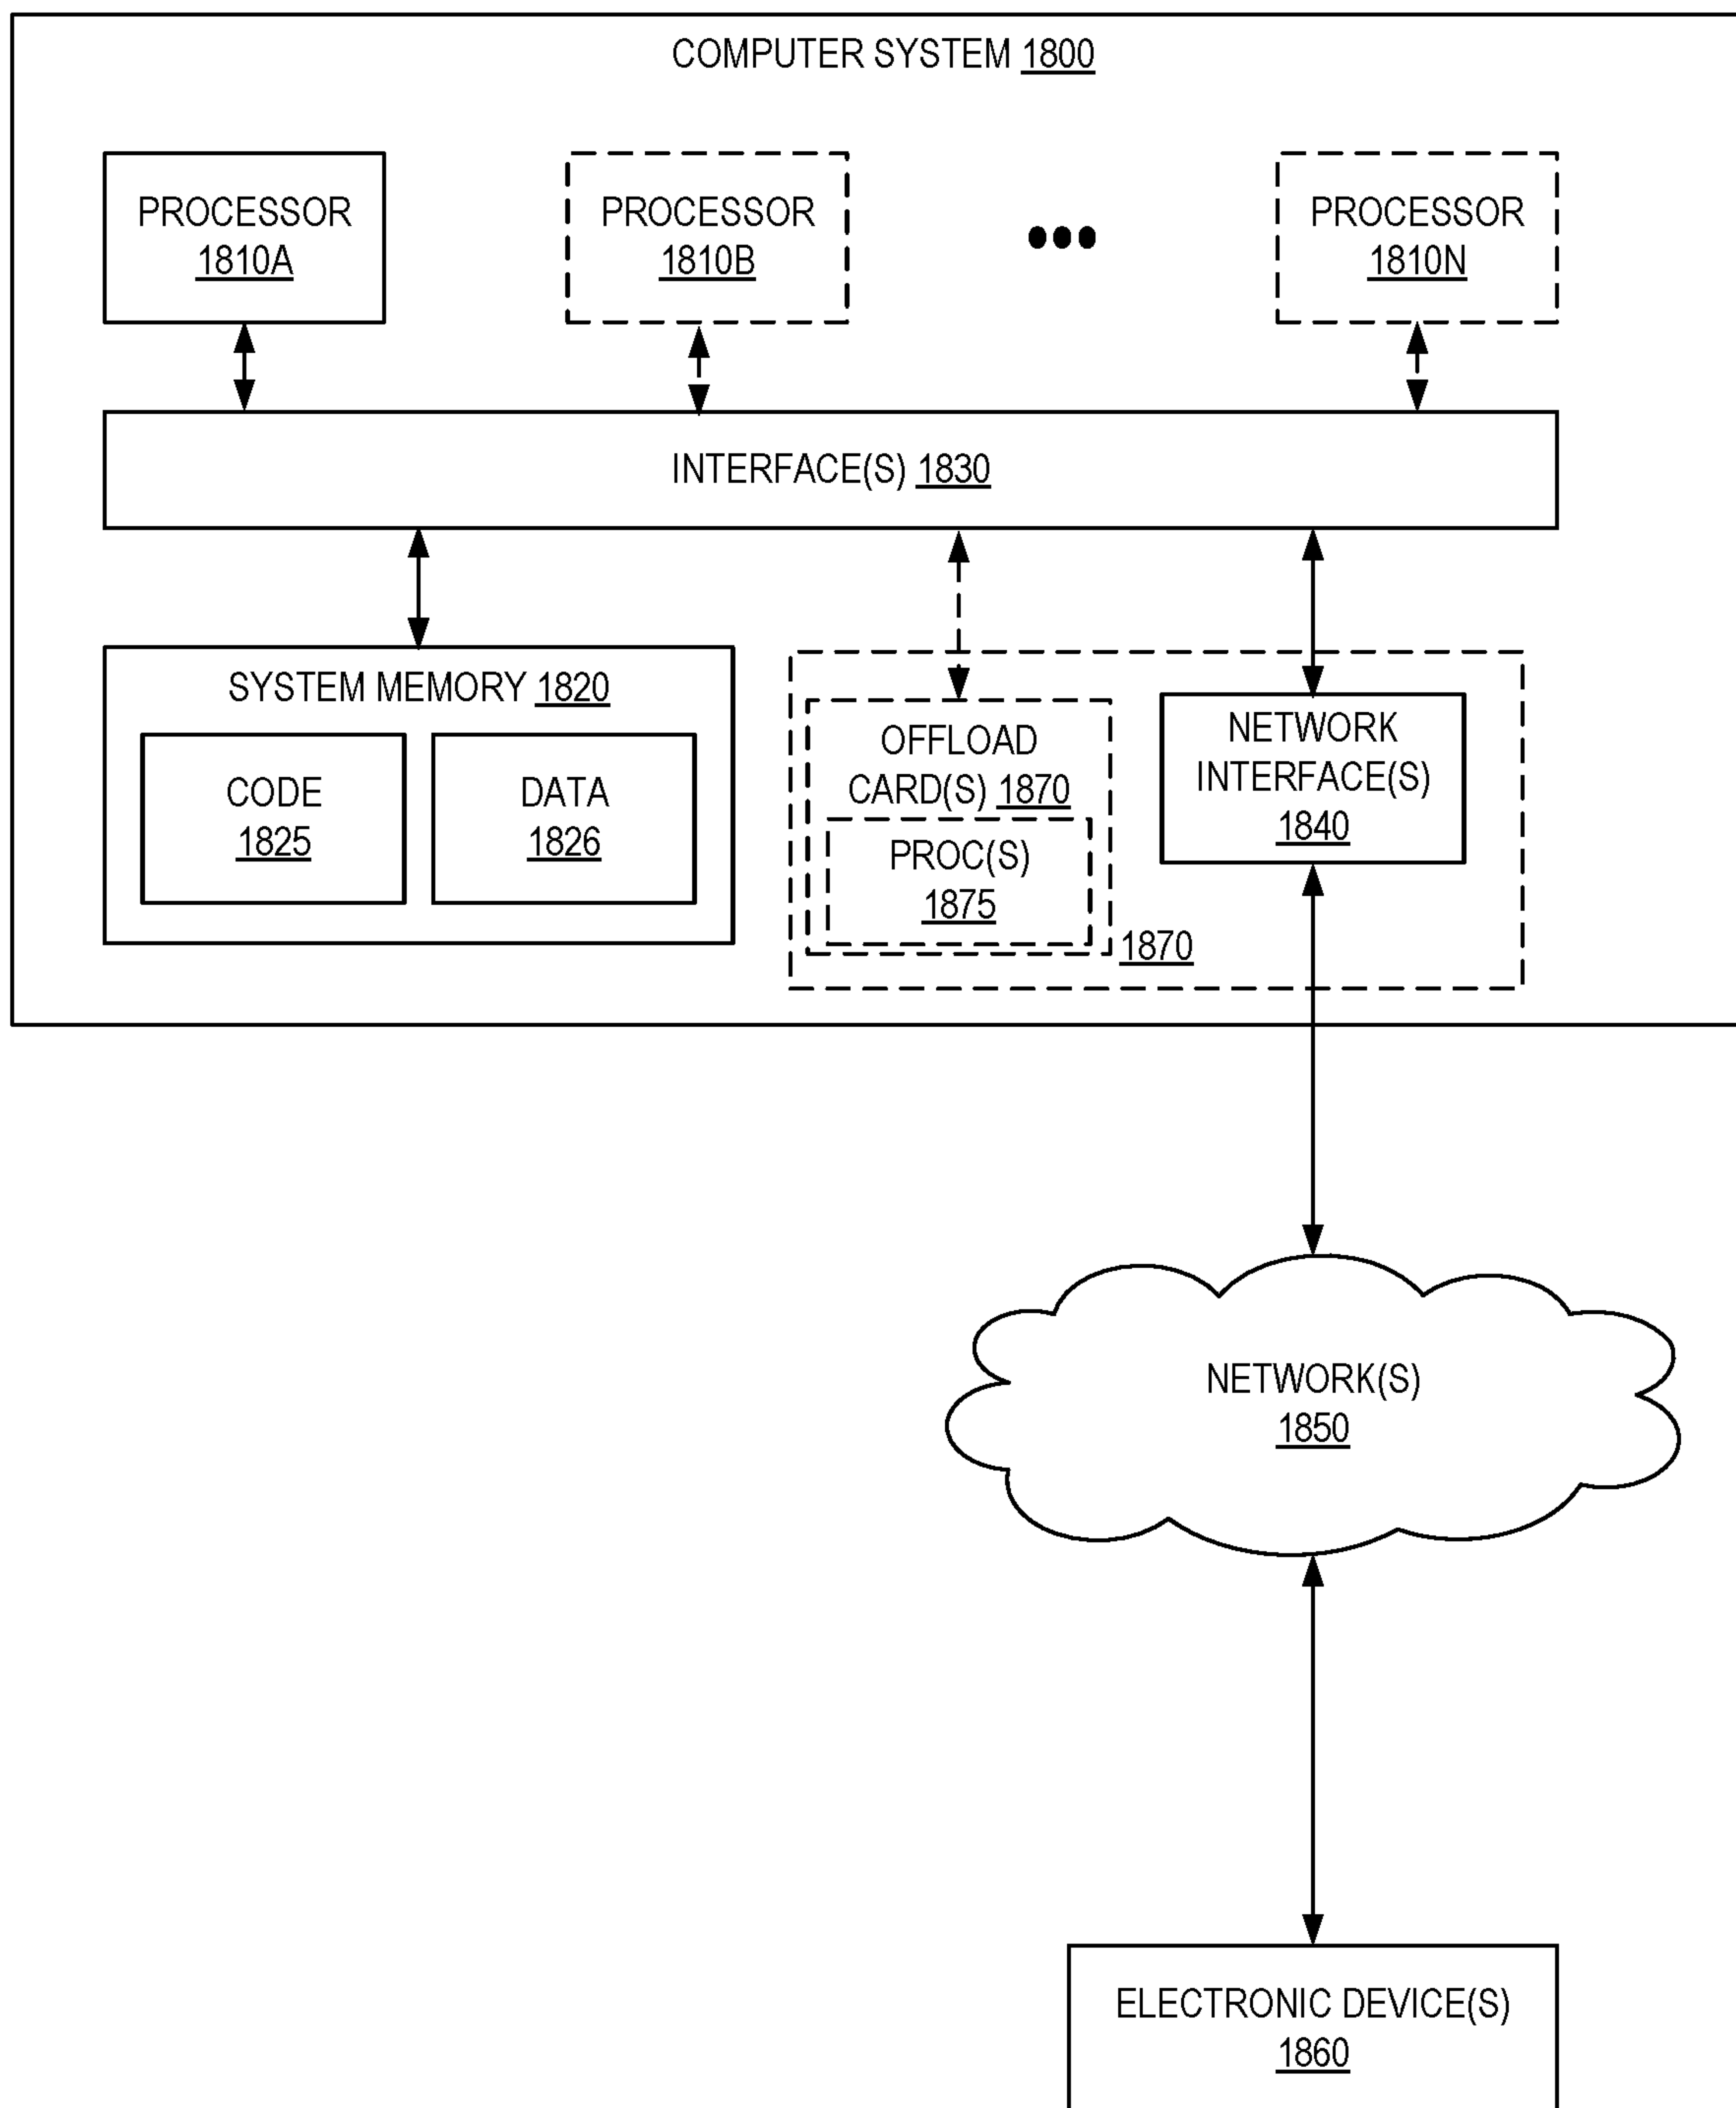 COMPUTER SYSTEM 1800
PROCESSOR
1810A
PROCESSOR
1810B
PROCESSOR
1810N
INTERFACE(S) 1830
SYSTEM MEMORY 1820
CODE
1825
DATA
1826
OFFLOAD
CARD(S) 1870
PROC(S)
1875
1870
NETWORK
INTERFACE(S)
1840
NETWORK(S)
1850
ELECTRONIC DEVICE(S)
1860